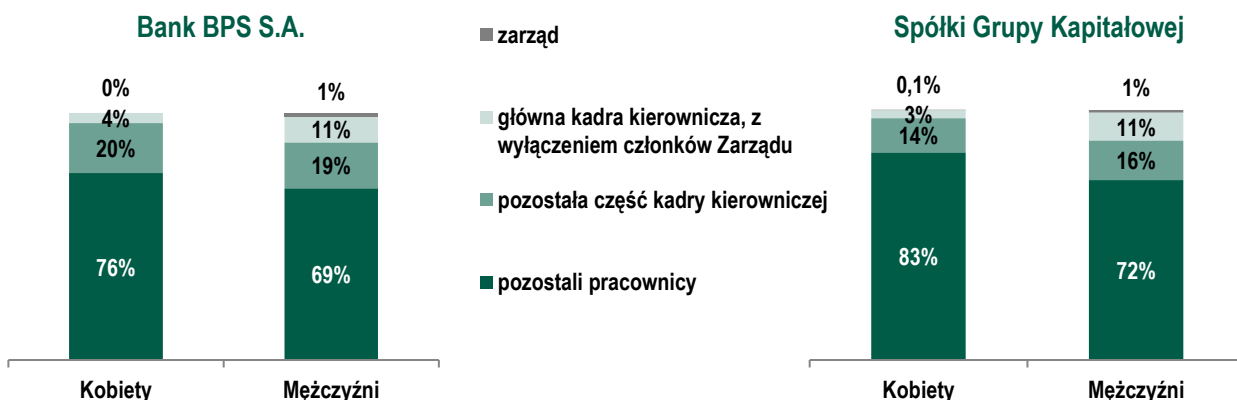 Bank BPS S.A.
0%
4%
20%
76%
Kobiety
1%
11%
19%
69%
Mężczyźni
zarząd
główna kadra kierownicza, z
wyłączeniem członków Zarządu
pozostała część kadry kierowniczej
pozostali pracownicy
Spółki Grupy Kapitałowej
0,1%
3%
14%
83%
Kobiety
1%
11%
16%
72%
Mężczyźni